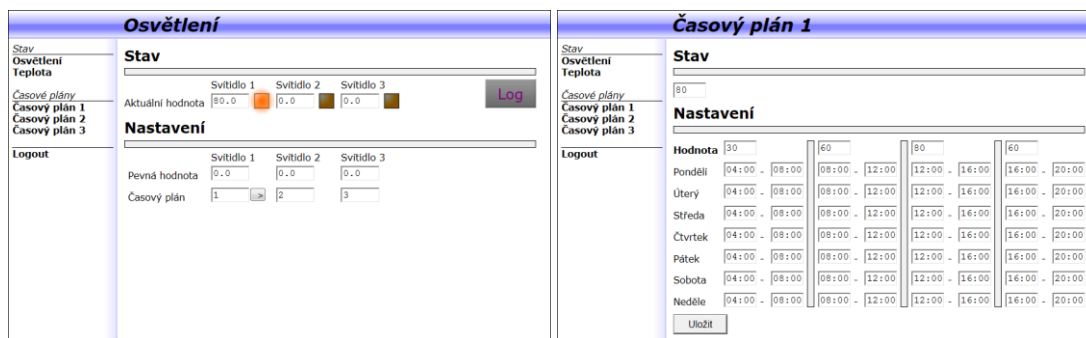 Osvětlení
Stav
Osvětlení
Teplota
Časové plány
Časový plán 1
Časový plán 2
Časový plán 3
Logout
Stav
Svítidlo 1 Svítidlo 2 Svítidlo 3
Aktuální hodnota 80.0 0.0 0.0 Log
Nastavení
Svítidlo 1 Svítidlo 2 Svítidlo 3
Pevná hodnota 0.0 0.0 0.0
Časový plán 1 -> 2 3
Časový plán 1
Stav
Osvětlení
Teplota
Časové plány
Časový plán 1
Časový plán 2
Časový plán 3
Logout
Stav
80
Nastavení
Hodnota 30 60 80 60
Pondělí 04:00 - 08:00 08:00 - 12:00 12:00 - 16:00 16:00 - 20:00
Úterý 04:00 - 08:00 08:00 - 12:00 12:00 - 16:00 16:00 - 20:00
Středa 04:00 - 08:00 08:00 - 12:00 12:00 - 16:00 16:00 - 20:00
Čtvrtek 04:00 - 08:00 08:00 - 12:00 12:00 - 16:00 16:00 - 20:00
Pátek 04:00 - 08:00 08:00 - 12:00 12:00 - 16:00 16:00 - 20:00
Sobota 04:00 - 08:00 08:00 - 12:00 12:00 - 16:00 16:00 - 20:00
Neděle 04:00 - 08:00 08:00 - 12:00 12:00 - 16:00 16:00 - 20:00
Uložit